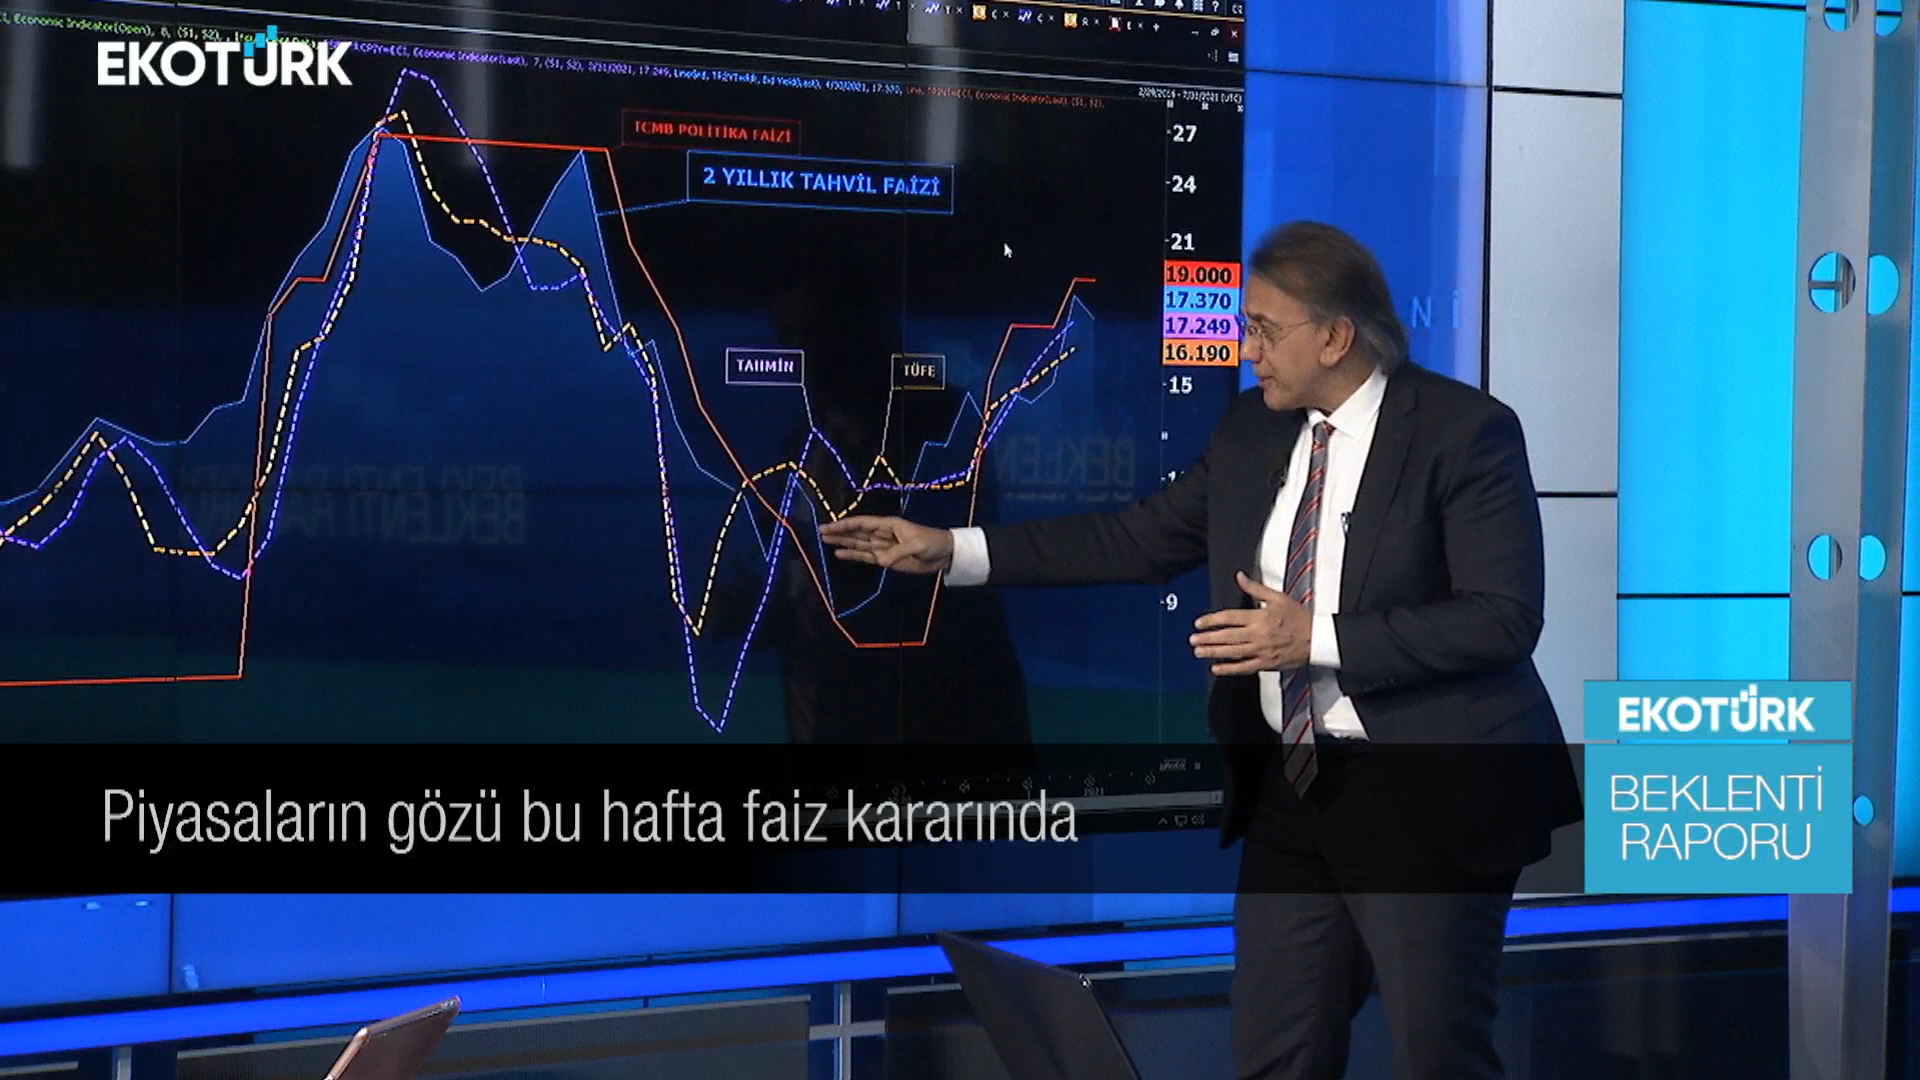 EKOTÜRK
TCMB POLİTİKA FAİZİ
2 YILLIK TAHVİL FAİZİ
TAHMİN
TÜFE
27
24
21
19.000
17.370
17.249
16.190
15
9
2021
EKOTÜRK
BEKLENTİ
RAPORU
Piyasaların gözü bu hafta faiz kararında